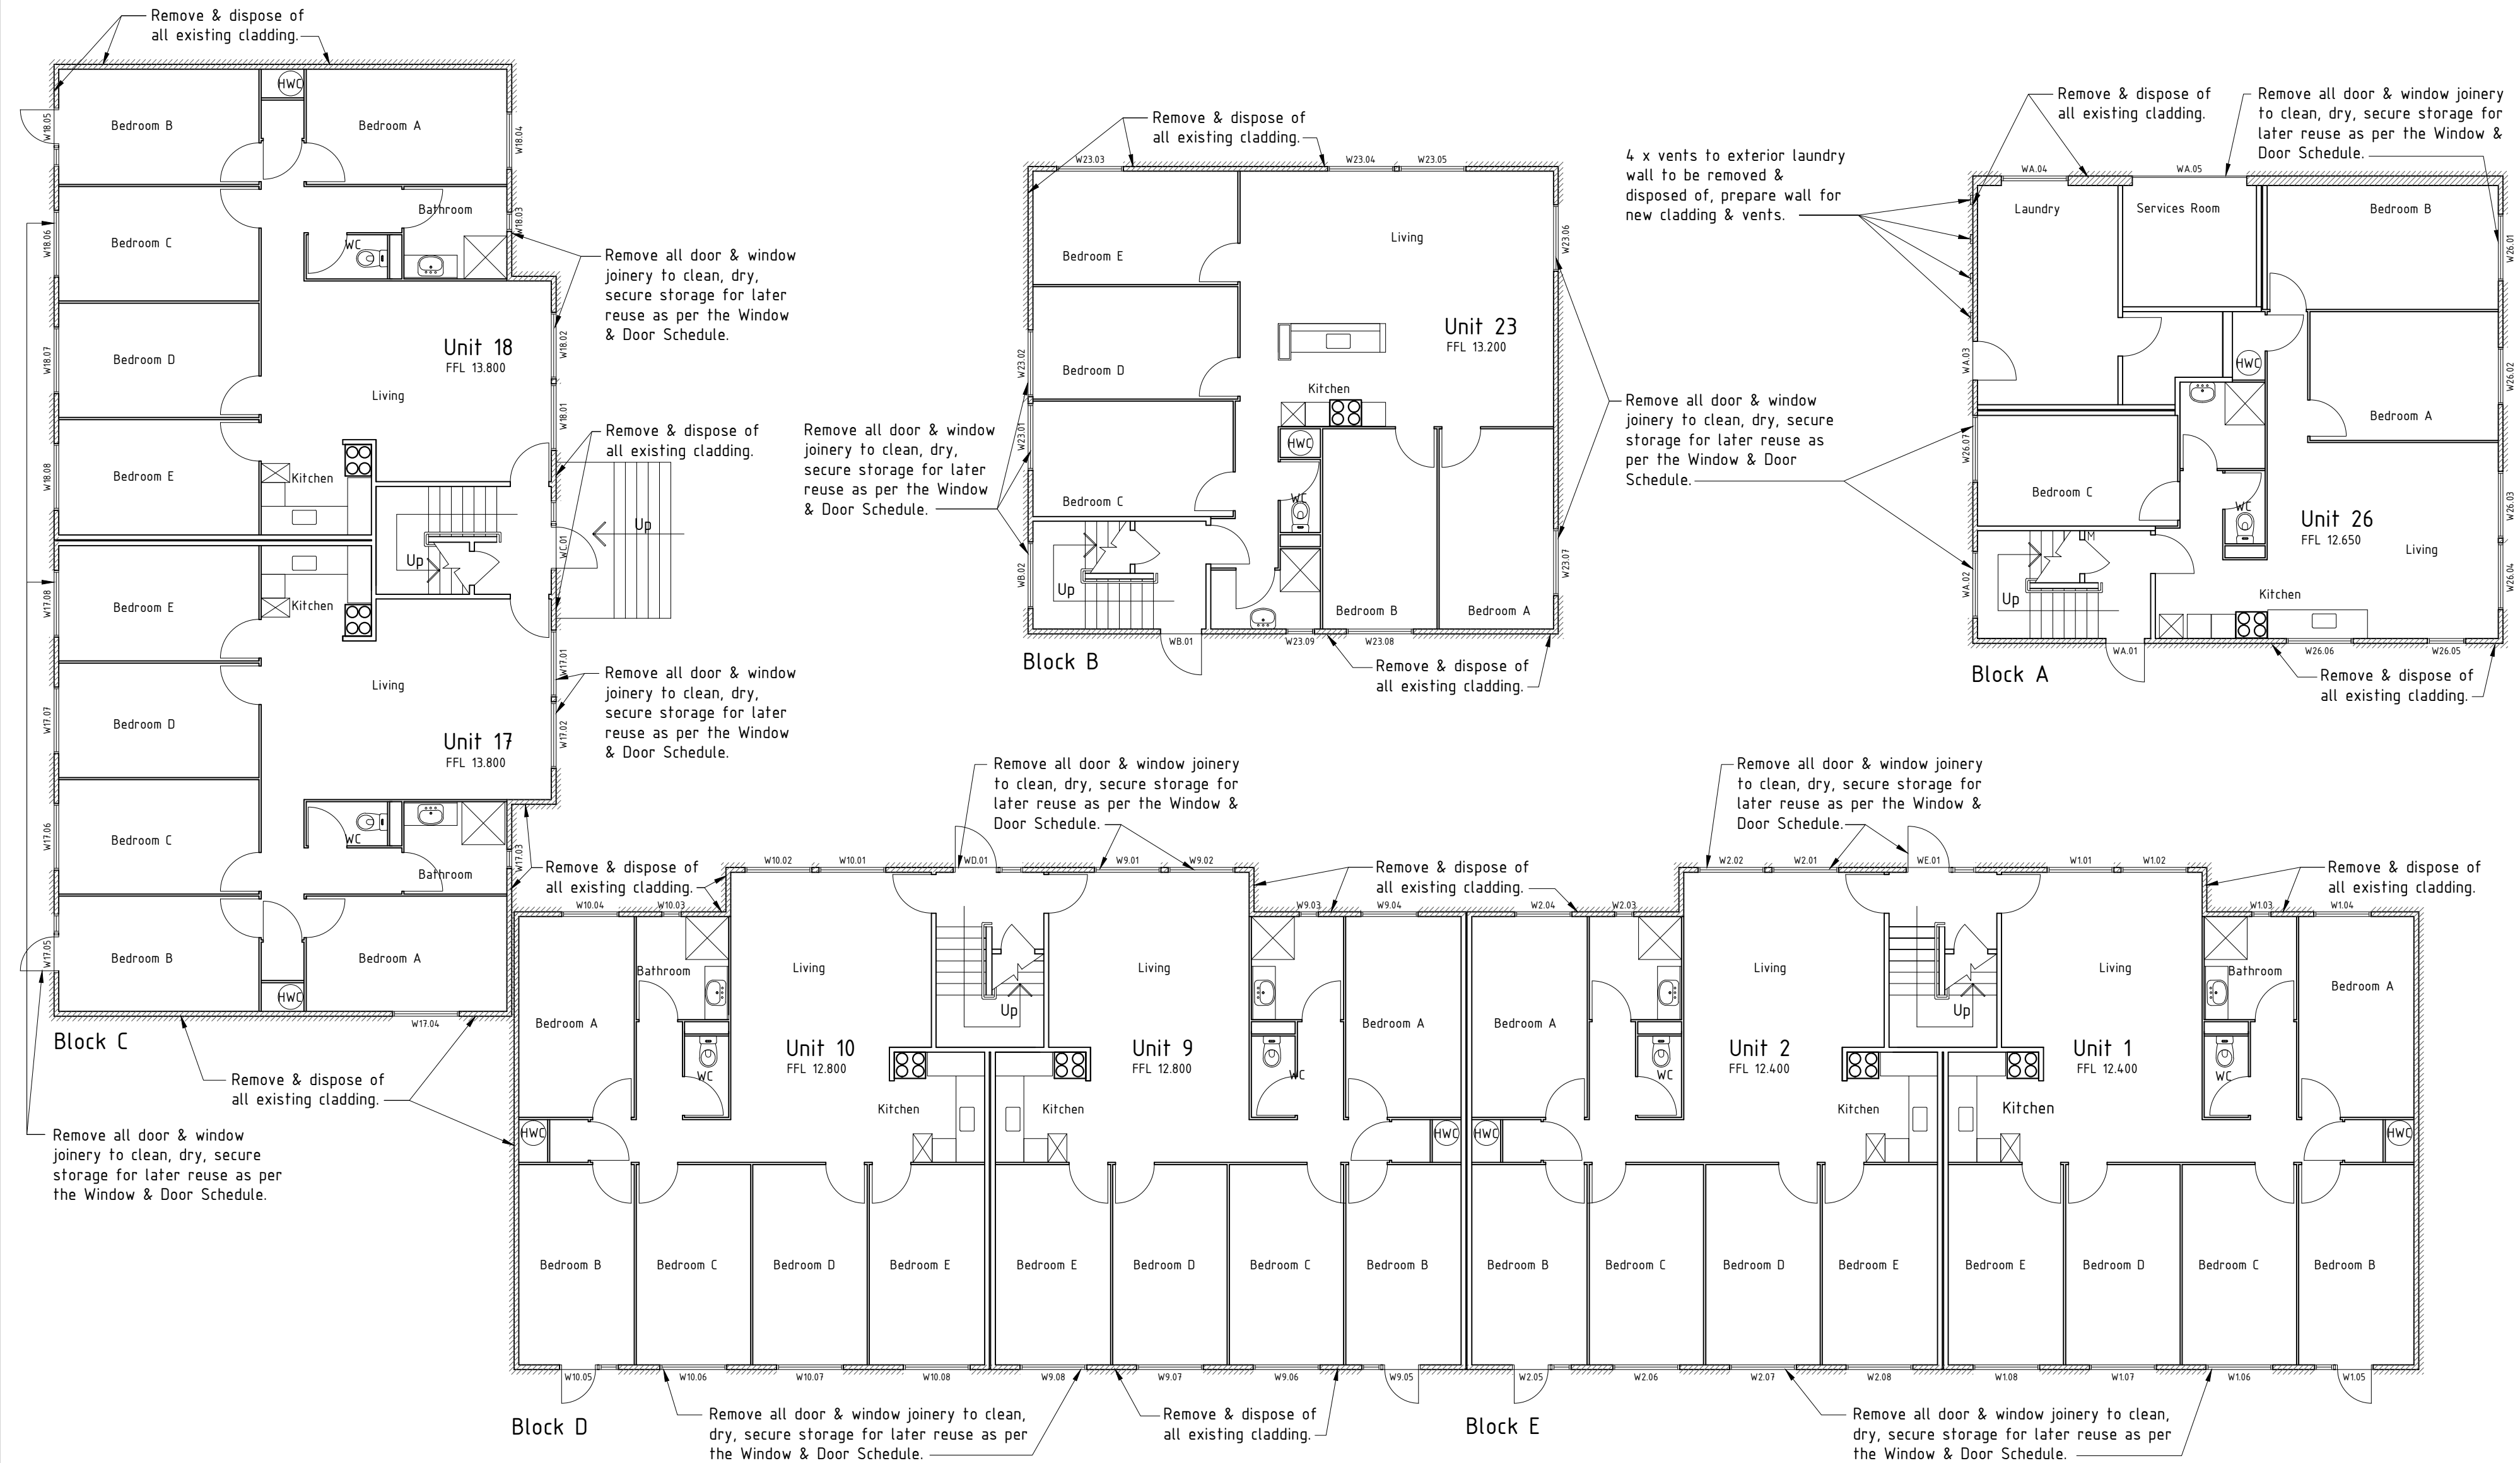 Remove & dispose of
all existing cladding.
HWC
Bedroom B
Bedroom A
W18.05
W18.04
Bathroom
W18.03
WC
Bedroom C
W18.06
Remove all door & window
joinery to clean, dry,
secure storage for later
reuse as per the Window
& Door Schedule.
Unit 18
FFL 13.800
W18.02
Bedroom D
W18.07
Living
W18.01
Remove & dispose of
all existing cladding.
Bedroom E
W18.08
Kitchen
Up
Up
WC.01
Kitchen
Bedroom E
W17.08
W17.01
Remove all door & window
joinery to clean, dry,
secure storage for later
reuse as per the Window
& Door Schedule.
Living
Bedroom D
W17.07
W17.02
Unit 17
FFL 13.800
Bedroom C
W17.06
WC
W17.03
Bathroom
Bedroom B
Bedroom A
W17.05
HWC
W17.04
Block C
Remove & dispose of
all existing cladding.
Remove all door & window
joinery to clean, dry, secure
storage for later reuse as per
the Window & Door Schedule.
Remove & dispose of
all existing cladding.
W23.03
W23.04
W23.05
Bedroom E
Living
W23.06
Unit 23
FFL 13.200
Bedroom D
W23.02
Kitchen
Remove all door & window
joinery to clean, dry,
secure storage for later
reuse as per the Window
& Door Schedule.
W23.01
HWC
Bedroom C
WC
WB.02
Up
W23.07
Bedroom B
Bedroom A
WB.01
W23.09
W23.08
Block B
Remove & dispose of
all existing cladding.
Remove all door & window
joinery to clean, dry, secure
storage for later reuse as
per the Window & Door
Schedule.
4 x vents to exterior laundry
wall to be removed &
disposed of, prepare wall for
new cladding & vents.
Remove & dispose of
all existing cladding.
Remove all door & window joinery
to clean, dry, secure storage for
later reuse as per the Window &
Door Schedule.
WA.04
WA.05
Laundry
Services Room
Bedroom B
W26.01
WA.03
HWC
W26.02
Bedroom A
W26.07
Bedroom C
WC
W26.03
Unit 26
FFL 12.650
M
Living
WA.02
W26.04
Up
Kitchen
WA.01
W26.06
W26.05
Block A
Remove & dispose of
all existing cladding.
Remove all door & window joinery
to clean, dry, secure storage for
later reuse as per the Window &
Door Schedule.
Remove & dispose of
all existing cladding.
W10.02
W10.01
WD.01
W9.01
W9.02
Remove & dispose of
all existing cladding.
W10.04
W10.03
W9.03
W9.04
Bathroom
Living
Living
Up
Bedroom A
Bedroom A
Unit 10
FFL 12.800
Unit 9
FFL 12.800
WC
WC
Kitchen
Kitchen
HWC
HWC
Bedroom B
Bedroom C
Bedroom D
Bedroom E
Bedroom E
Bedroom D
Bedroom C
Bedroom B
W10.05
W10.06
W10.07
W10.08
W9.08
W9.07
W9.06
W9.05
Block D
Remove all door & window joinery to clean,
dry, secure storage for later reuse as per
the Window & Door Schedule.
Remove & dispose of
all existing cladding.
Remove all door & window joinery
to clean, dry, secure storage for
later reuse as per the Window &
Door Schedule.
W2.02
W2.01
WE.01
W1.01
W1.02
Remove & dispose of
all existing cladding.
W2.04
W2.03
W1.03
W1.04
Living
Living
Bathroom
Bedroom A
Up
Bedroom A
Unit 2
FFL 12.400
Unit 1
FFL 12.400
WC
WC
Kitchen
Kitchen
HWC
HWC
Bedroom B
Bedroom C
Bedroom D
Bedroom E
Bedroom E
Bedroom D
Bedroom C
Bedroom B
W2.05
W2.06
W2.07
W2.08
W1.08
W1.07
W1.06
W1.05
Block E
Remove all door & window joinery to clean,
dry, secure storage for later reuse as per
the Window & Door Schedule.